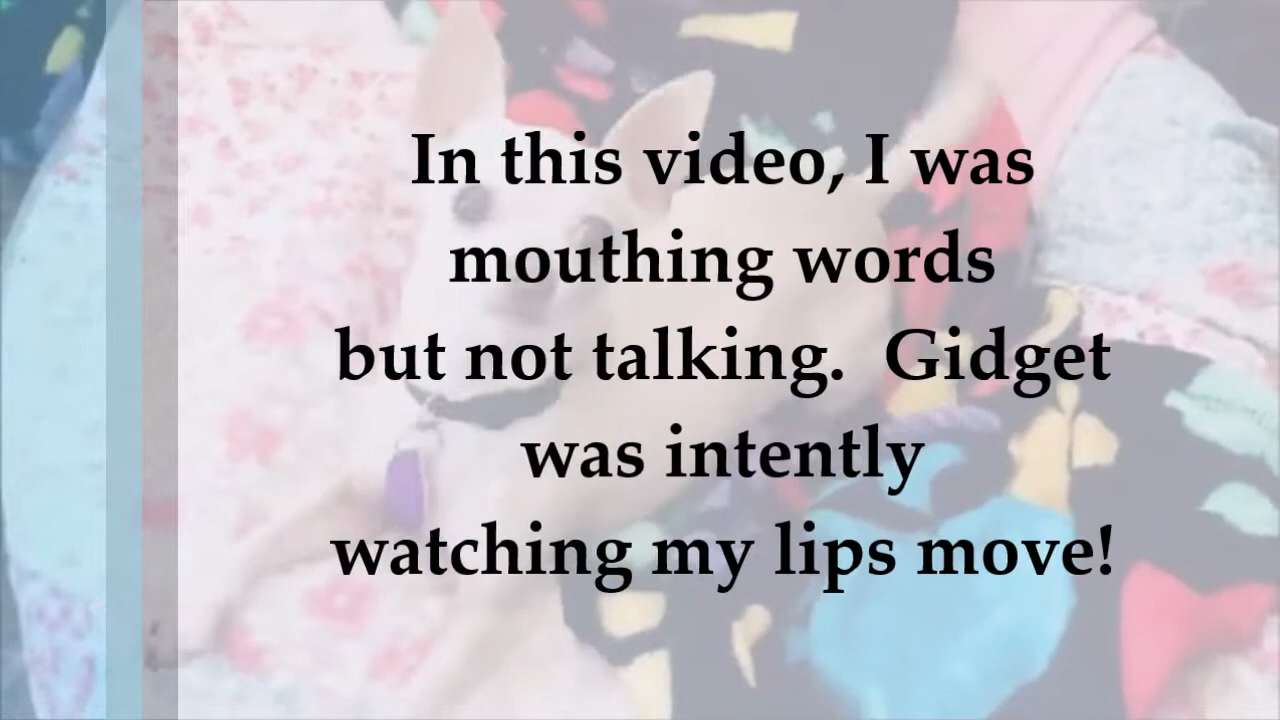 In this video, I was
mouthing words
but not talking.  Gidget
was intently
watching my lips move!